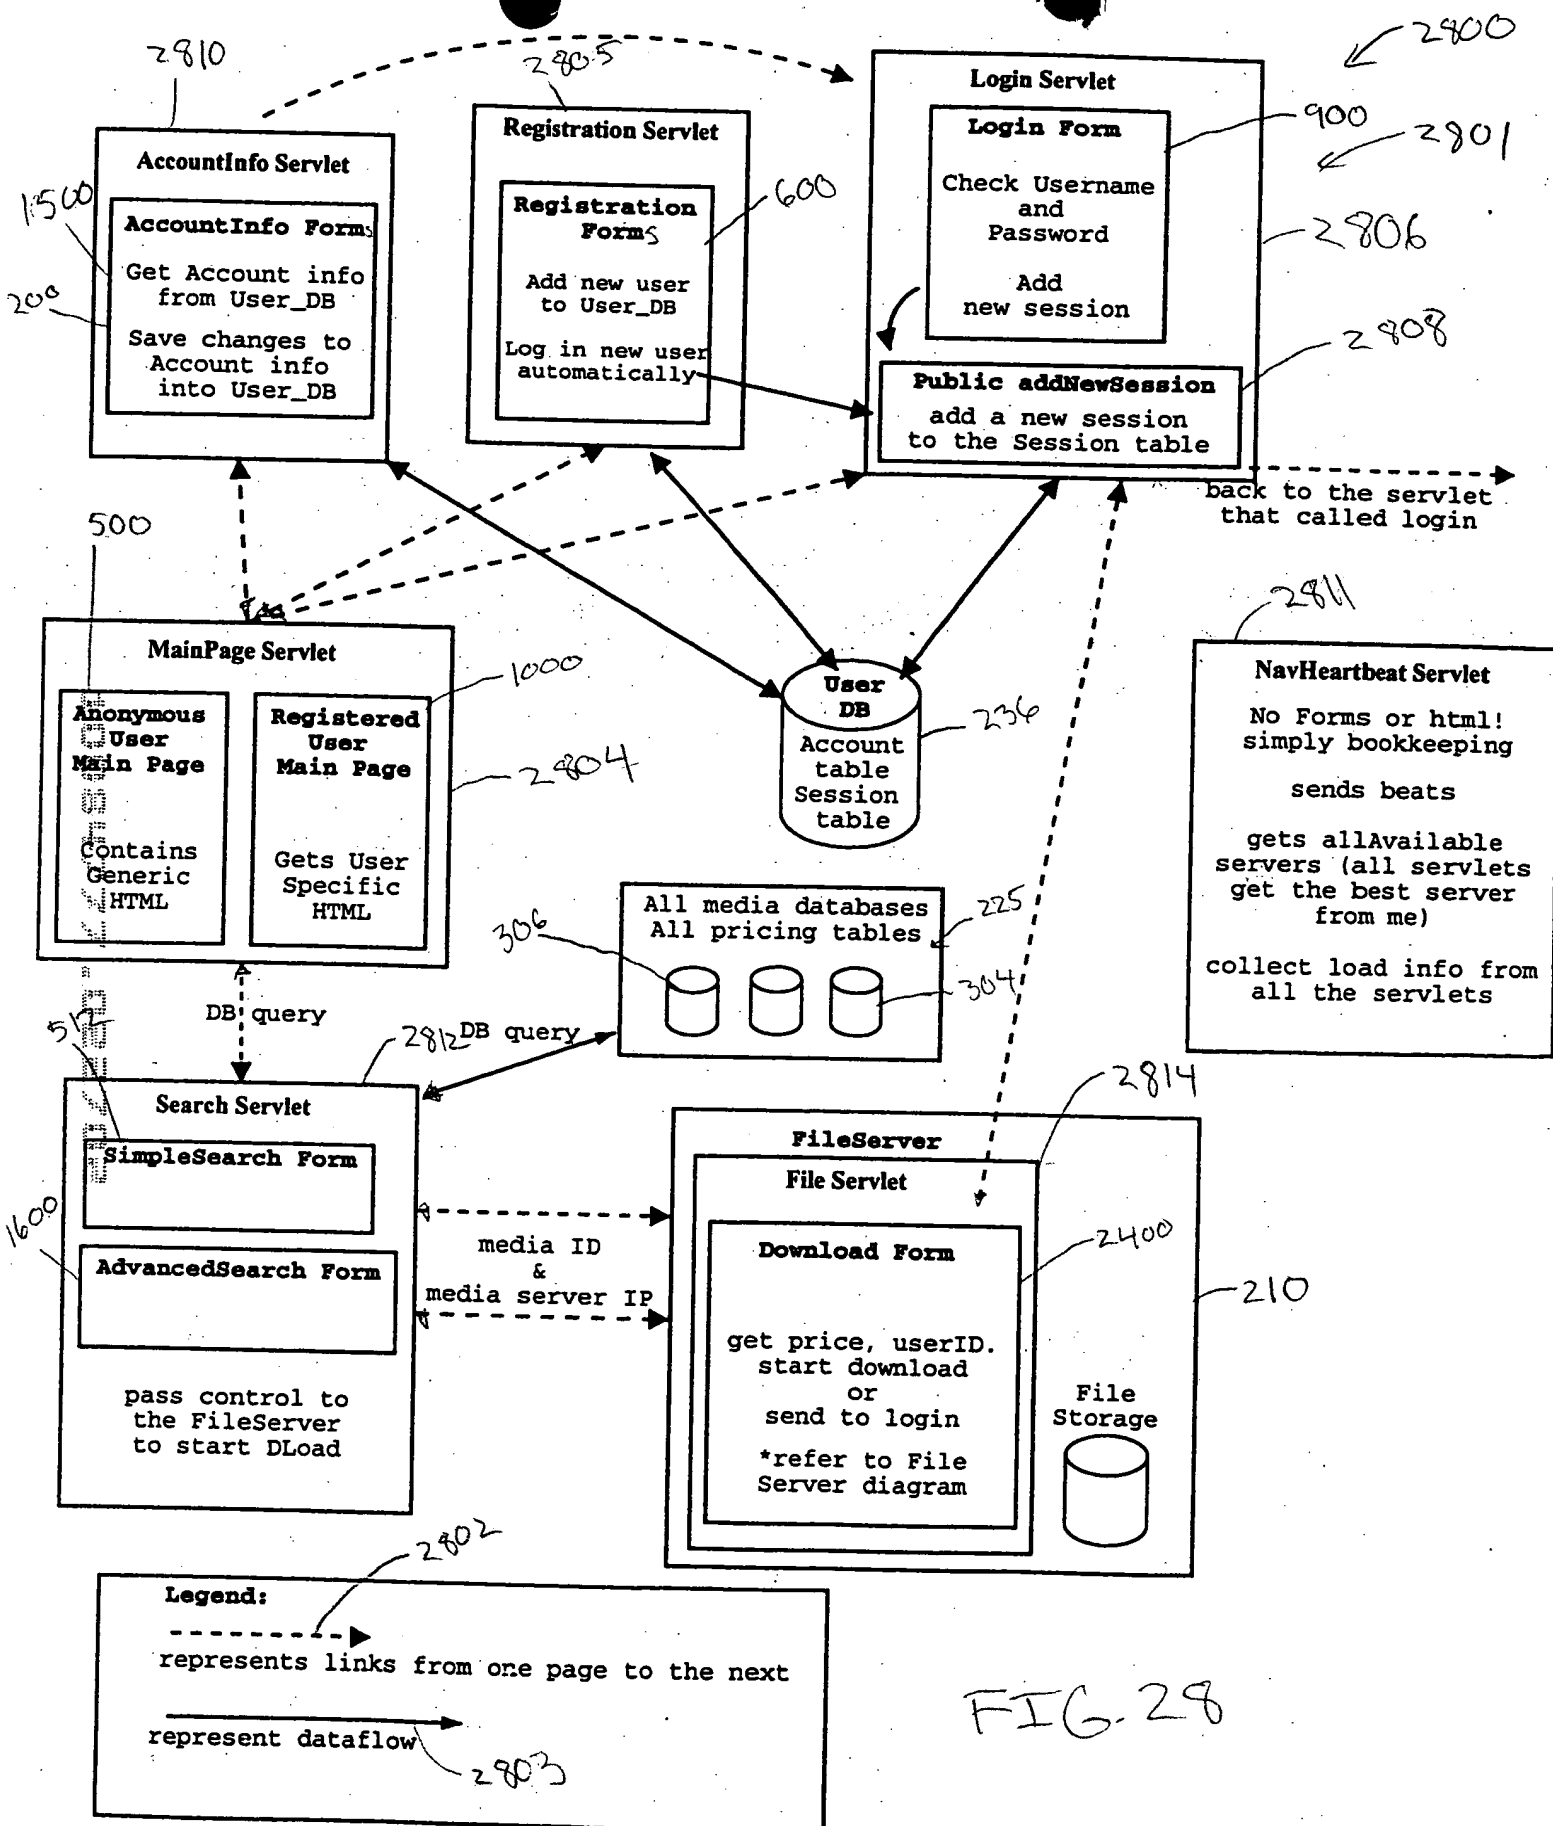 2810
2805
2800
Login Servlet
Login Form
900
2801
Check Username
and
Password
Add
new session
2806
2808
Public addNewSession
add a new session
to the Session table
back to the servlet
that called login
Registration Servlet
600
Registration
Forms
Add new user
to User_DB
Log in new user
automatically
AccountInfo Servlet
1500
AccountInfo Forms
Get Account info
from User_DB
200
Save changes to
Account info
into User_DB
500
MainPage Servlet
1000
Anonymous
User
Main Page
Contains
Generic
HTML
Registered
User
Main Page
Gets User
Specific
HTML
2804
User
DB
236
Account
table
Session
table
2811
NavHeartbeat Servlet
No Forms or html!
simply bookkeeping
sends beats
gets allAvailable
servers (all servlets
get the best server
from me)
collect load info from
all the servlets
All media databases
All pricing tables
225
306
304
DB query
512
2812
DB query
Search Servlet
SimpleSearch Form
1600
AdvancedSearch Form
pass control to
the FileServer
to start DLoad
media ID
&
media server IP
2814
FileServer
File Servlet
2400
Download Form
get price, userID.
start download
or
send to login
*refer to File
Server diagram
210
File
Storage
2802
Legend:
represents links from one page to the next
represent dataflow
2803
FIG. 28